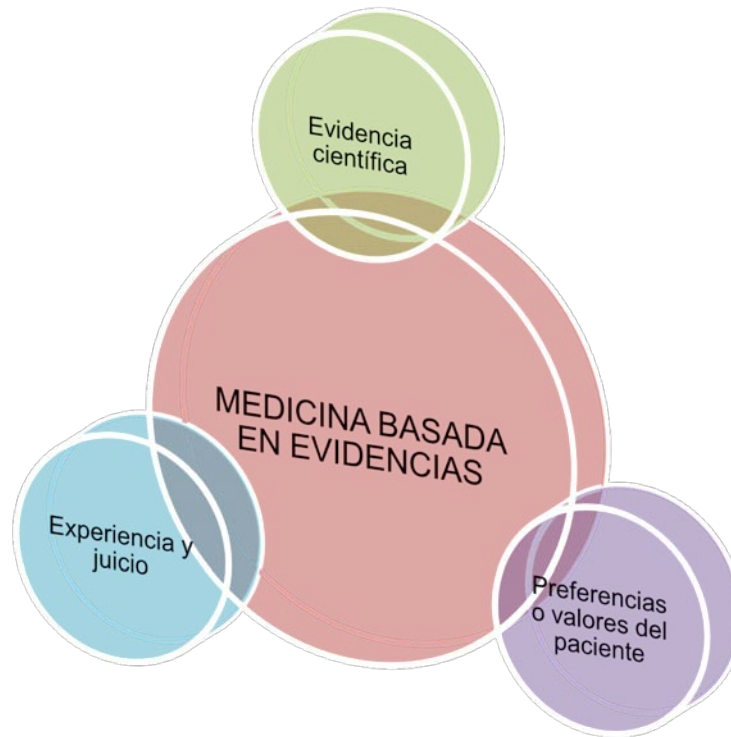 Evidencia
científica
MEDICINA BASADA
EN EVIDENCIAS
Experiencia y
juicio
Preferencias
o valores del
paciente